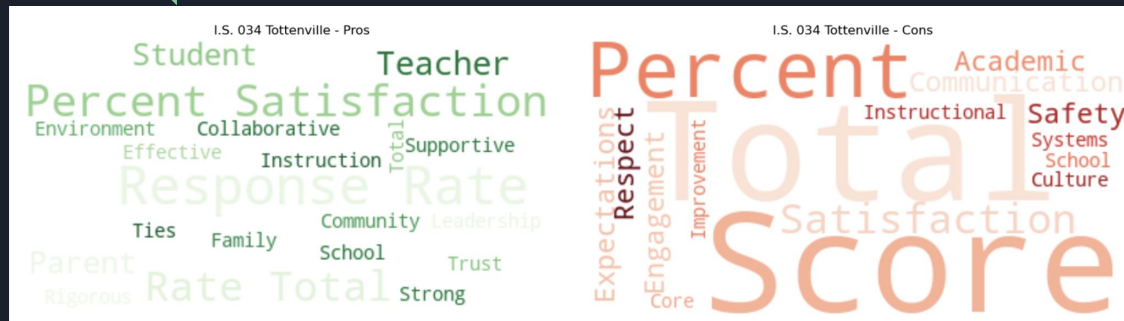 I.S. 034 Tottenville - Pros
Student
Teacher
Percent Satisfaction
Environment
Collaborative
Total
Supportive
Effective
Instruction
Response Rate
Community
Leadership
Ties
Family
School
Parent
Trust
Rigorous
Rate Total
Strong
I.S. 034 Tottenville - Cons
Percent
Academic
Communication
Total
Instructional
Safety
Expectations
Respect
Engagement
Improvement
Systems
School
Culture
Satisfaction
Score
Core